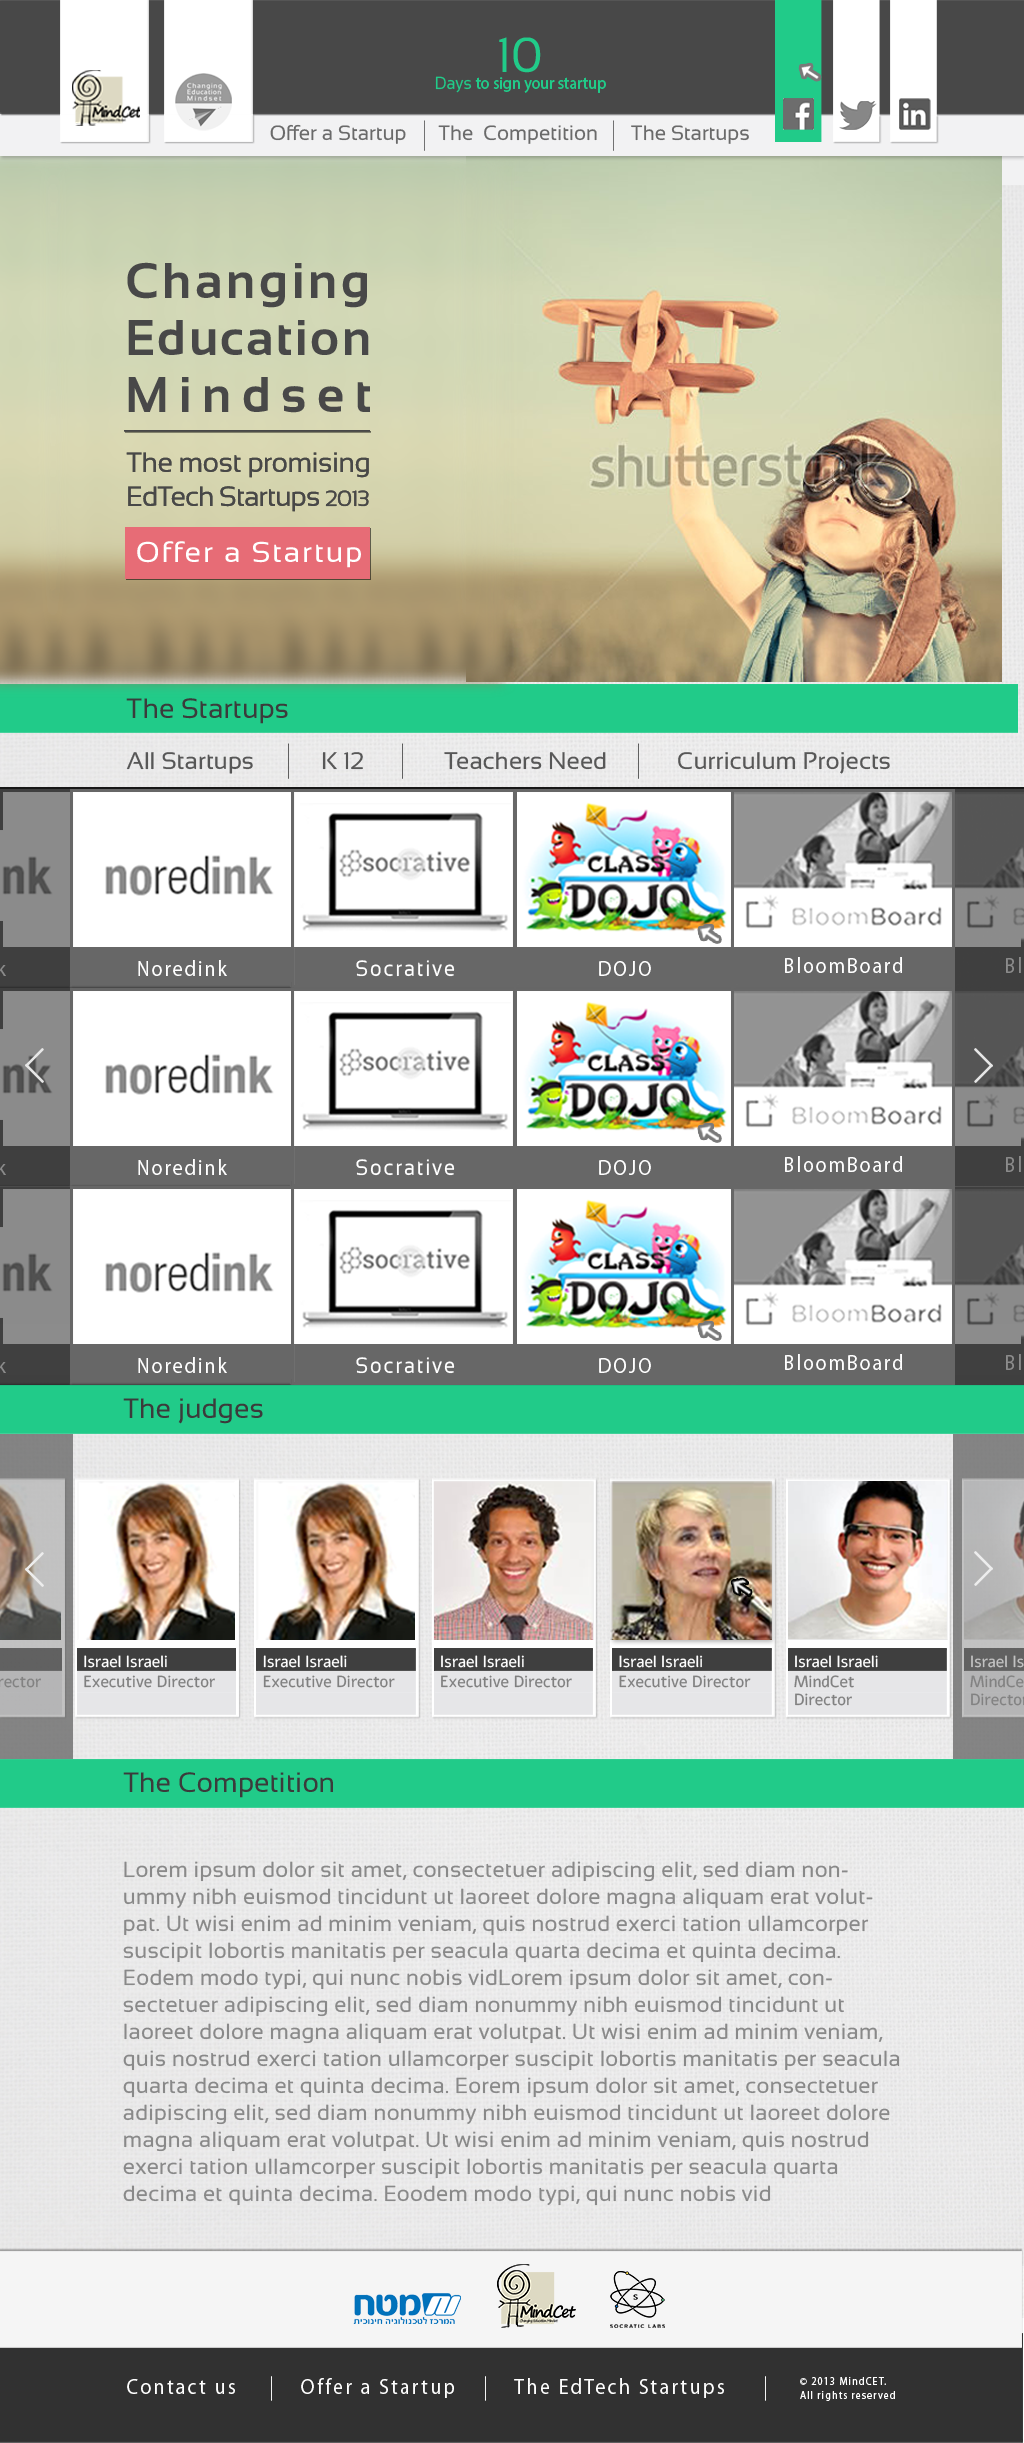 MindCet
Changing
Education
Mindset
10
Days to sign your startup
Offer a Startup
The Competition
The Startups
Changing
Education
Mindset
The most promising
EdTech Startups 2013
Offer a Startup
shutterstock
The Startups
All Startups
K 12
Teachers Need
Curriculum Projects
nk
noredink
socrative
CLASS
DOJO
BloomBoard
k
Noredink
Socrative
DOJO
BloomBoard
Bl
nk
noredink
socrative
CLASS
DOJO
BloomBoard
k
Noredink
Socrative
DOJO
BloomBoard
Bl
nk
noredink
socrative
CLASS
DOJO
BloomBoard
k
Noredink
Socrative
DOJO
BloomBoard
Bl
The judges
Israel Israeli
Israel Israeli
Israel Israeli
Israel Israeli
Israel Israeli
Israel Is
rector
Executive Director
Executive Director
Executive Director
Executive Director
MindCet
Director
MindCe
Director
The Competition
Lorem ipsum dolor sit amet, consectetuer adipiscing elit, sed diam non-
ummy nibh euismod tincidunt ut laoreet dolore magna aliquam erat volut-
pat. Ut wisi enim ad minim veniam, quis nostrud exerci tation ullamcorper
suscipit lobortis manitatis per seacula quarta decima et quinta decima.
Eodem modo typi, qui nunc nobis vidLorem ipsum dolor sit amet, con-
sectetuer adipiscing elit, sed diam nonummy nibh euismod tincidunt ut
laoreet dolore magna aliquam erat volutpat. Ut wisi enim ad minim veniam,
quis nostrud exerci tation ullamcorper suscipit lobortis manitatis per seacula
quarta decima et quinta decima. Eorem ipsum dolor sit amet, consectetuer
adipiscing elit, sed diam nonummy nibh euismod tincidunt ut laoreet dolore
magna aliquam erat volutpat. Ut wisi enim ad minim veniam, quis nostrud
exerci tation ullamcorper suscipit lobortis manitatis per seacula quarta
decima et quinta decima. Eoodem modo typi, qui nunc nobis vid
מטח
המרכז לטכנולוגיה חינוכית
MindCet
S
SOCRATIC LABS
Contact us
Offer a Startup
The EdTech Startups
© 2013 MindCET.
All rights reserved